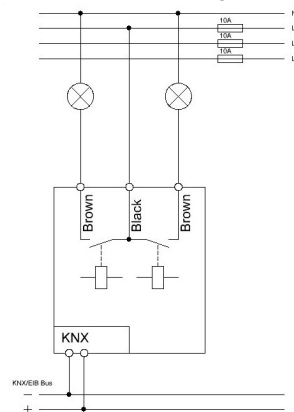 N
10A
L
10A
L
10A
L
Brown
Black
Brown
KNX
KNX/EIB Bus
–
+